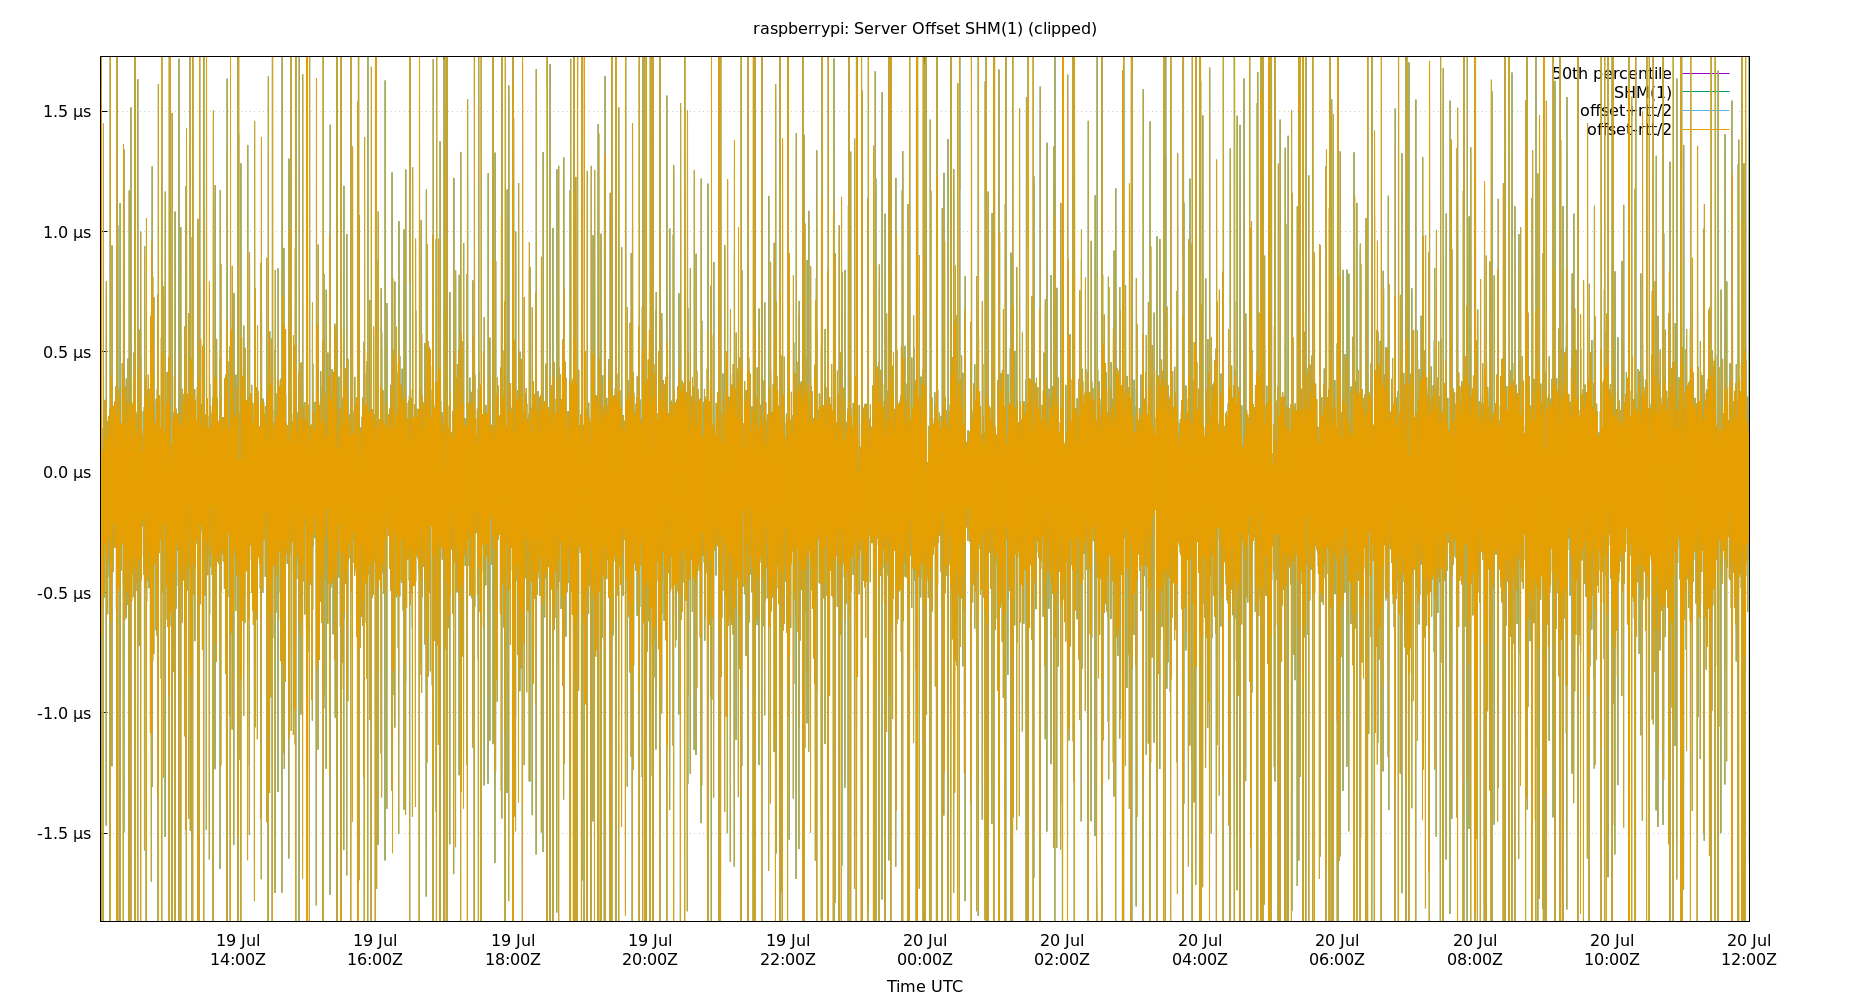 raspberrypi: Server Offset SHM(1) (clipped)
50th percentile
SHM(1)
offset+rtt/2
offset-rtt/2
1.5 µs
1.0 µs
0.5 µs
0.0 µs
-0.5 µs
-1.0 µs
-1.5 µs
19 Jul 19 Jul 19 Jul 19 Jul 19 Jul 20 Jul 20 Jul 20 Jul 20 Jul 20 Jul 20 Jul 20 Jul
14:00Z 16:00Z 18:00Z 20:00Z 22:00Z 00:00Z 02:00Z 04:00Z 06:00Z 08:00Z 10:00Z 12:00Z
Time UTC